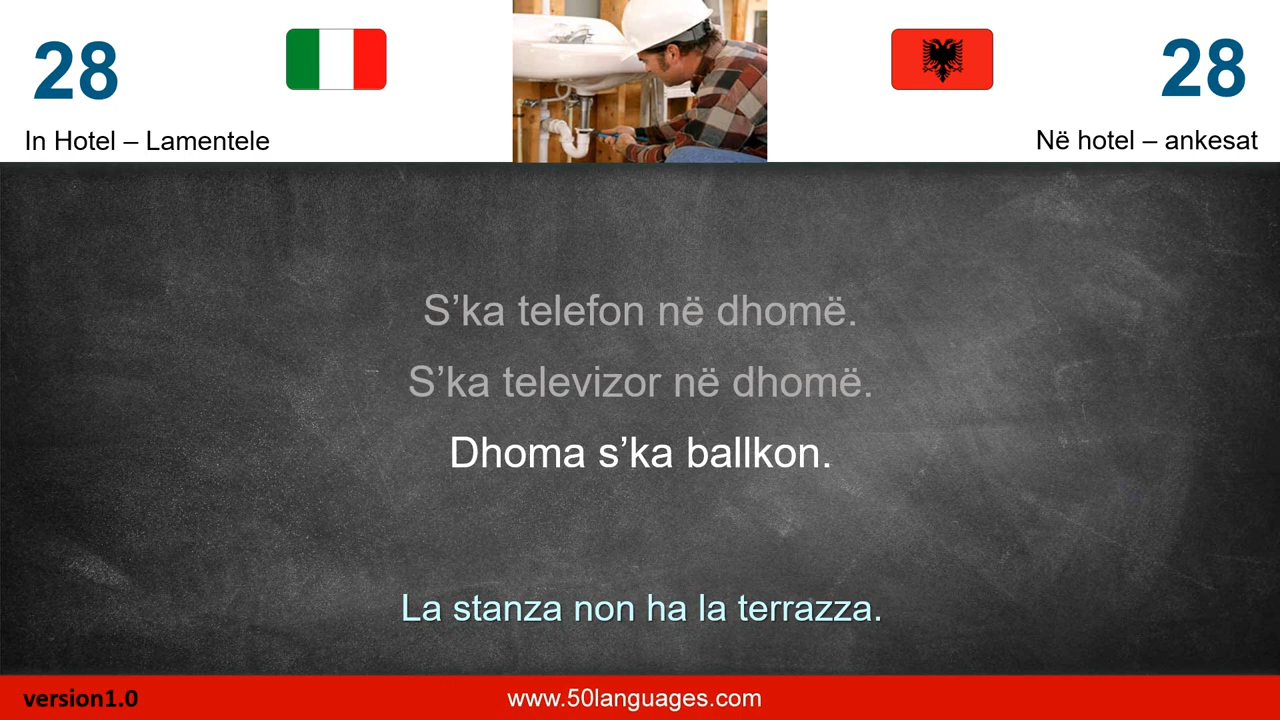 28
28
In Hotel – Lamentele
Në hotel – ankesat
S’ka telefon në dhomë.
S’ka televizor në dhomë.
Dhoma s’ka ballkon.
La stanza non ha la terrazza.
version1.0
www.50languages.com